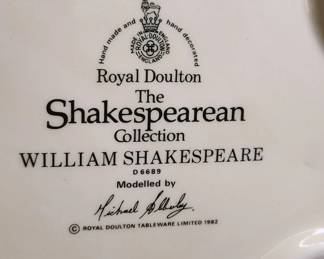 Hand made and hand decorated
MADE IN ENGLAND
ROYAL DOULTON
ENGLAND
Royal Doulton
The
Shakespearean
Collection
WILLIAM SHAKESPEARE
D 6689
Modelled by
Michael Abberley
© ROYAL DOULTON TABLEWARE LIMITED 1982